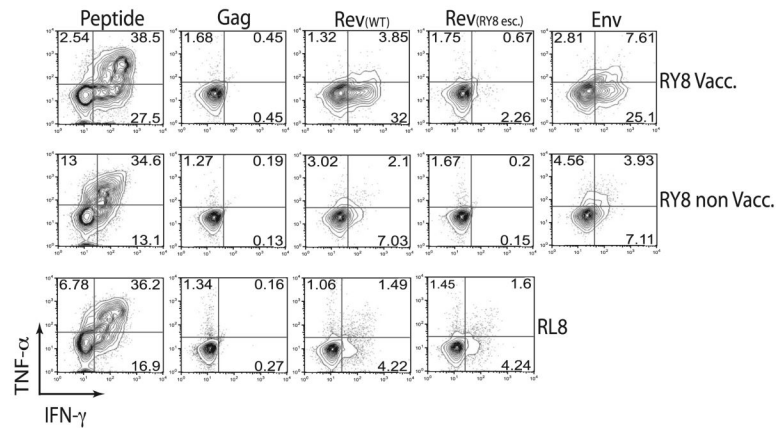 Peptide Gag Rev(WT) Rev(RY8 esc.) Env
2.54 38.5 1.68 0.45 1.32 3.85 1.75 0.67 2.81 7.61
RY8 Vacc.
27.5 0.45 32 2.26 25.1
13 34.6 1.27 0.19 3.02 2.1 1.67 0.2 4.56 3.93
RY8 non Vacc.
13.1 0.13 7.03 0.15 7.11
6.78 36.2 1.34 0.16 1.06 1.49 1.45 1.6
RL8
16.9 0.27 4.22 4.24
TNF-α
IFN-γ